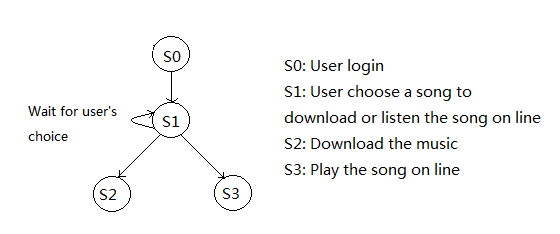 S0
Wait for user's
choice
S1
S2
S3
S0: User login
S1: User choose a song to
download or listen the song on line
S2: Download the music
S3: Play the song on line